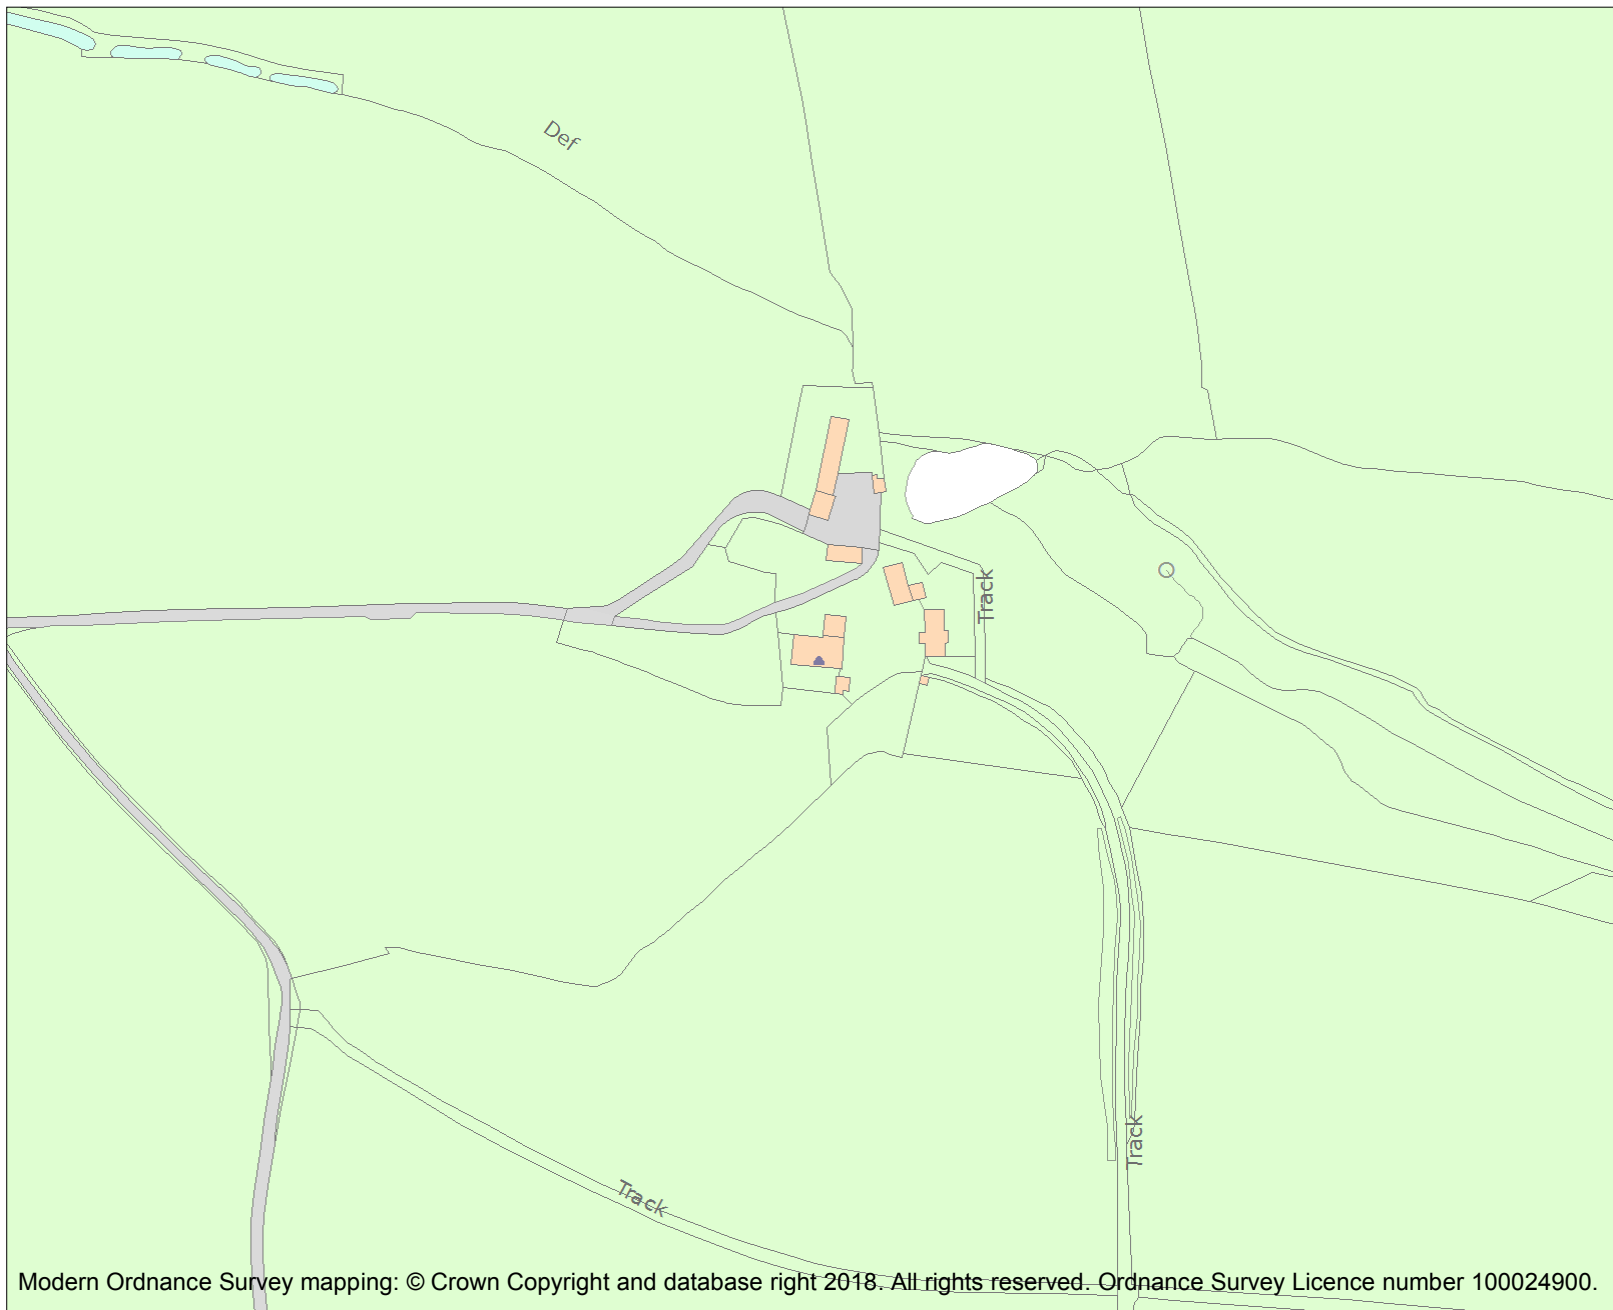 Def
Track
Track
Track
Modern Ordnance Survey mapping: © Crown Copyright and database right 2018. All rights reserved. Ordnance Survey Licence number 100024900.